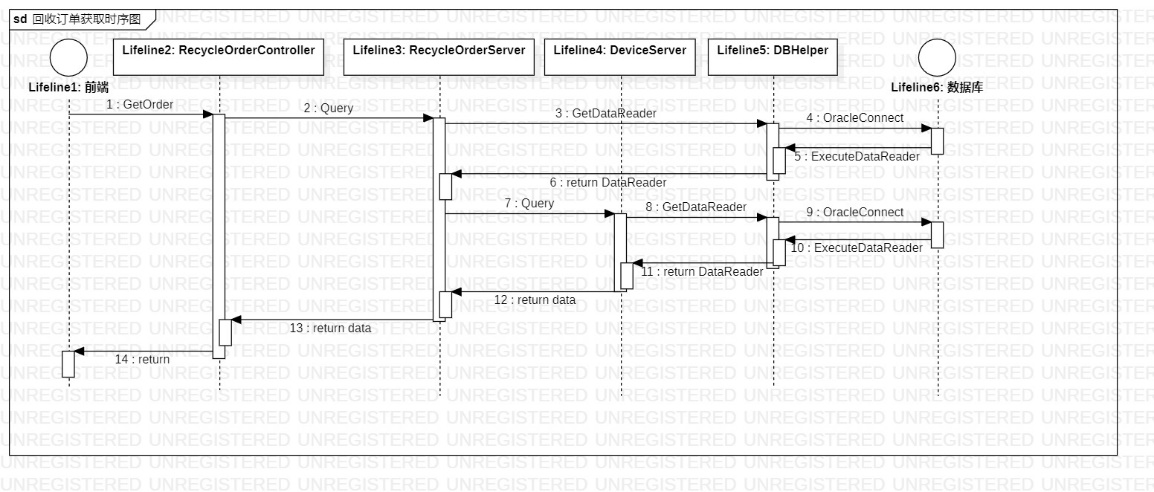 sd 回收订单获取时序图
Lifeline1: 前端
Lifeline2: RecycleOrderController
Lifeline3: RecycleOrderServer
Lifeline4: DeviceServer
Lifeline5: DBHelper
Lifeline6: 数据库
1 : GetOrder
2 : Query
3 : GetDataReader
4 : OracleConnect
5 : ExecuteDataReader
6 : return DataReader
7 : Query
8 : GetDataReader
9 : OracleConnect
10 : ExecuteDataReader
11 : return DataReader
12 : return data
13 : return data
14 : return
UNREGISTERED